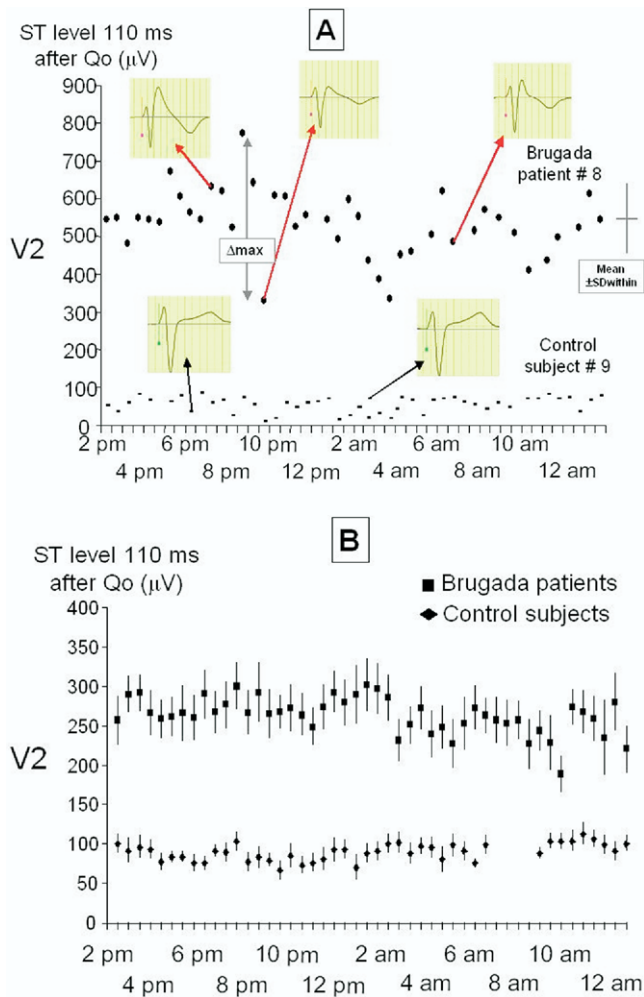 A
ST level 110 ms
after Qo (µV)
900
800
700
600
500
400
300
200
100
0
V2
Brugada
patient # 8
Δmax
Mean
±SDwithin
Control
subject # 9
2 pm 6 pm 10 pm 2 am 6 am 10 am
4 pm 8 pm 12 pm 4 am 8 am 12 am
B
ST level 110 ms
after Qo (µV)
Brugada patients
Control subjects
400
350
300
250
200
150
100
50
0
V2
2 pm 6 pm 10 pm 2 am 6 am 10 am
4 pm 8 pm 12 pm 4 am 8 am 12 am